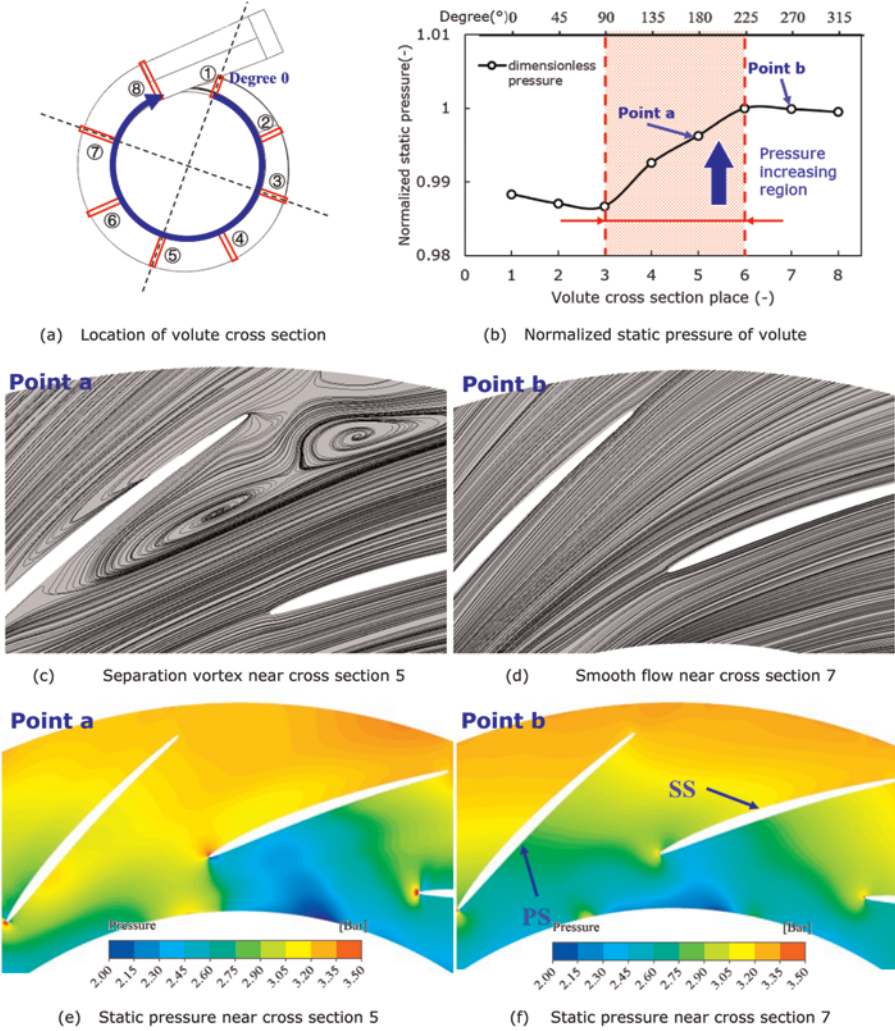 ①
Degree 0
⑧
②
⑦
③
⑥
④
⑤
(a) Location of volute cross section
Degree(°) 0 45 90 135 180 225 270 315
1.01
1
0.99
0.98
Normalized static pressure(-)
dimensionless
pressure
Point a
Point b
Pressure
increasing
region
0 1 2 3 4 5 6 7 8
Volute cross section place (-)
(b) Normalized static pressure of volute
Point a
Point b
(c) Separation vortex near cross section 5
(d) Smooth flow near cross section 7
Point a
Pressure [Bar]
2.00 2.15 2.30 2.45 2.60 2.75 2.90 3.05 3.20 3.35 3.50
(e) Static pressure near cross section 5
Point b
SS
PS
Pressure [Bar]
2.00 2.15 2.30 2.45 2.60 2.75 2.90 3.05 3.20 3.35 3.50
(f) Static pressure near cross section 7